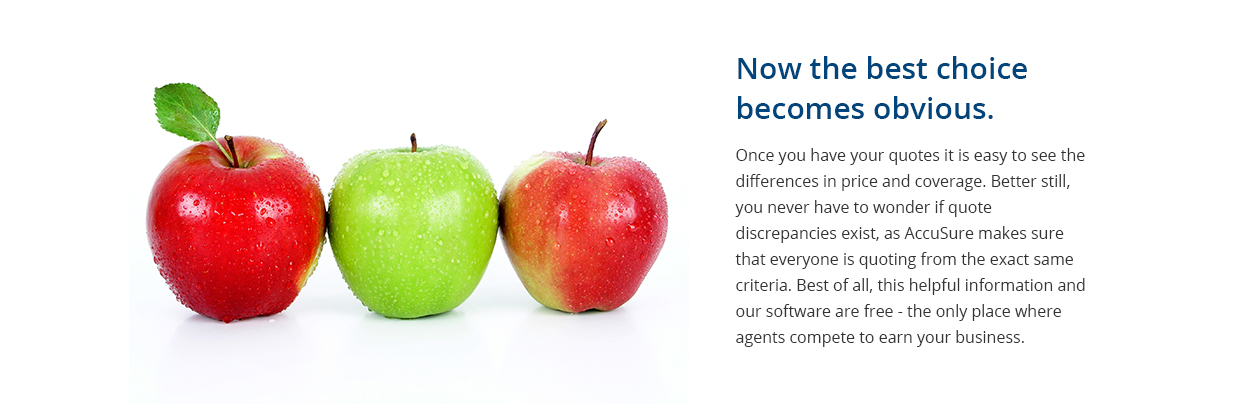 Now the best choice
becomes obvious.
Once you have your quotes it is easy to see the
differences in price and coverage. Better still,
you never have to wonder if quote
discrepancies exist, as AccuSure makes sure
that everyone is quoting from the exact same
criteria. Best of all, this helpful information and
our software are free - the only place where
agents compete to earn your business.